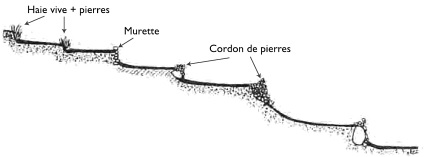 Haie vive + pierres
Murette
Cordon de pierres